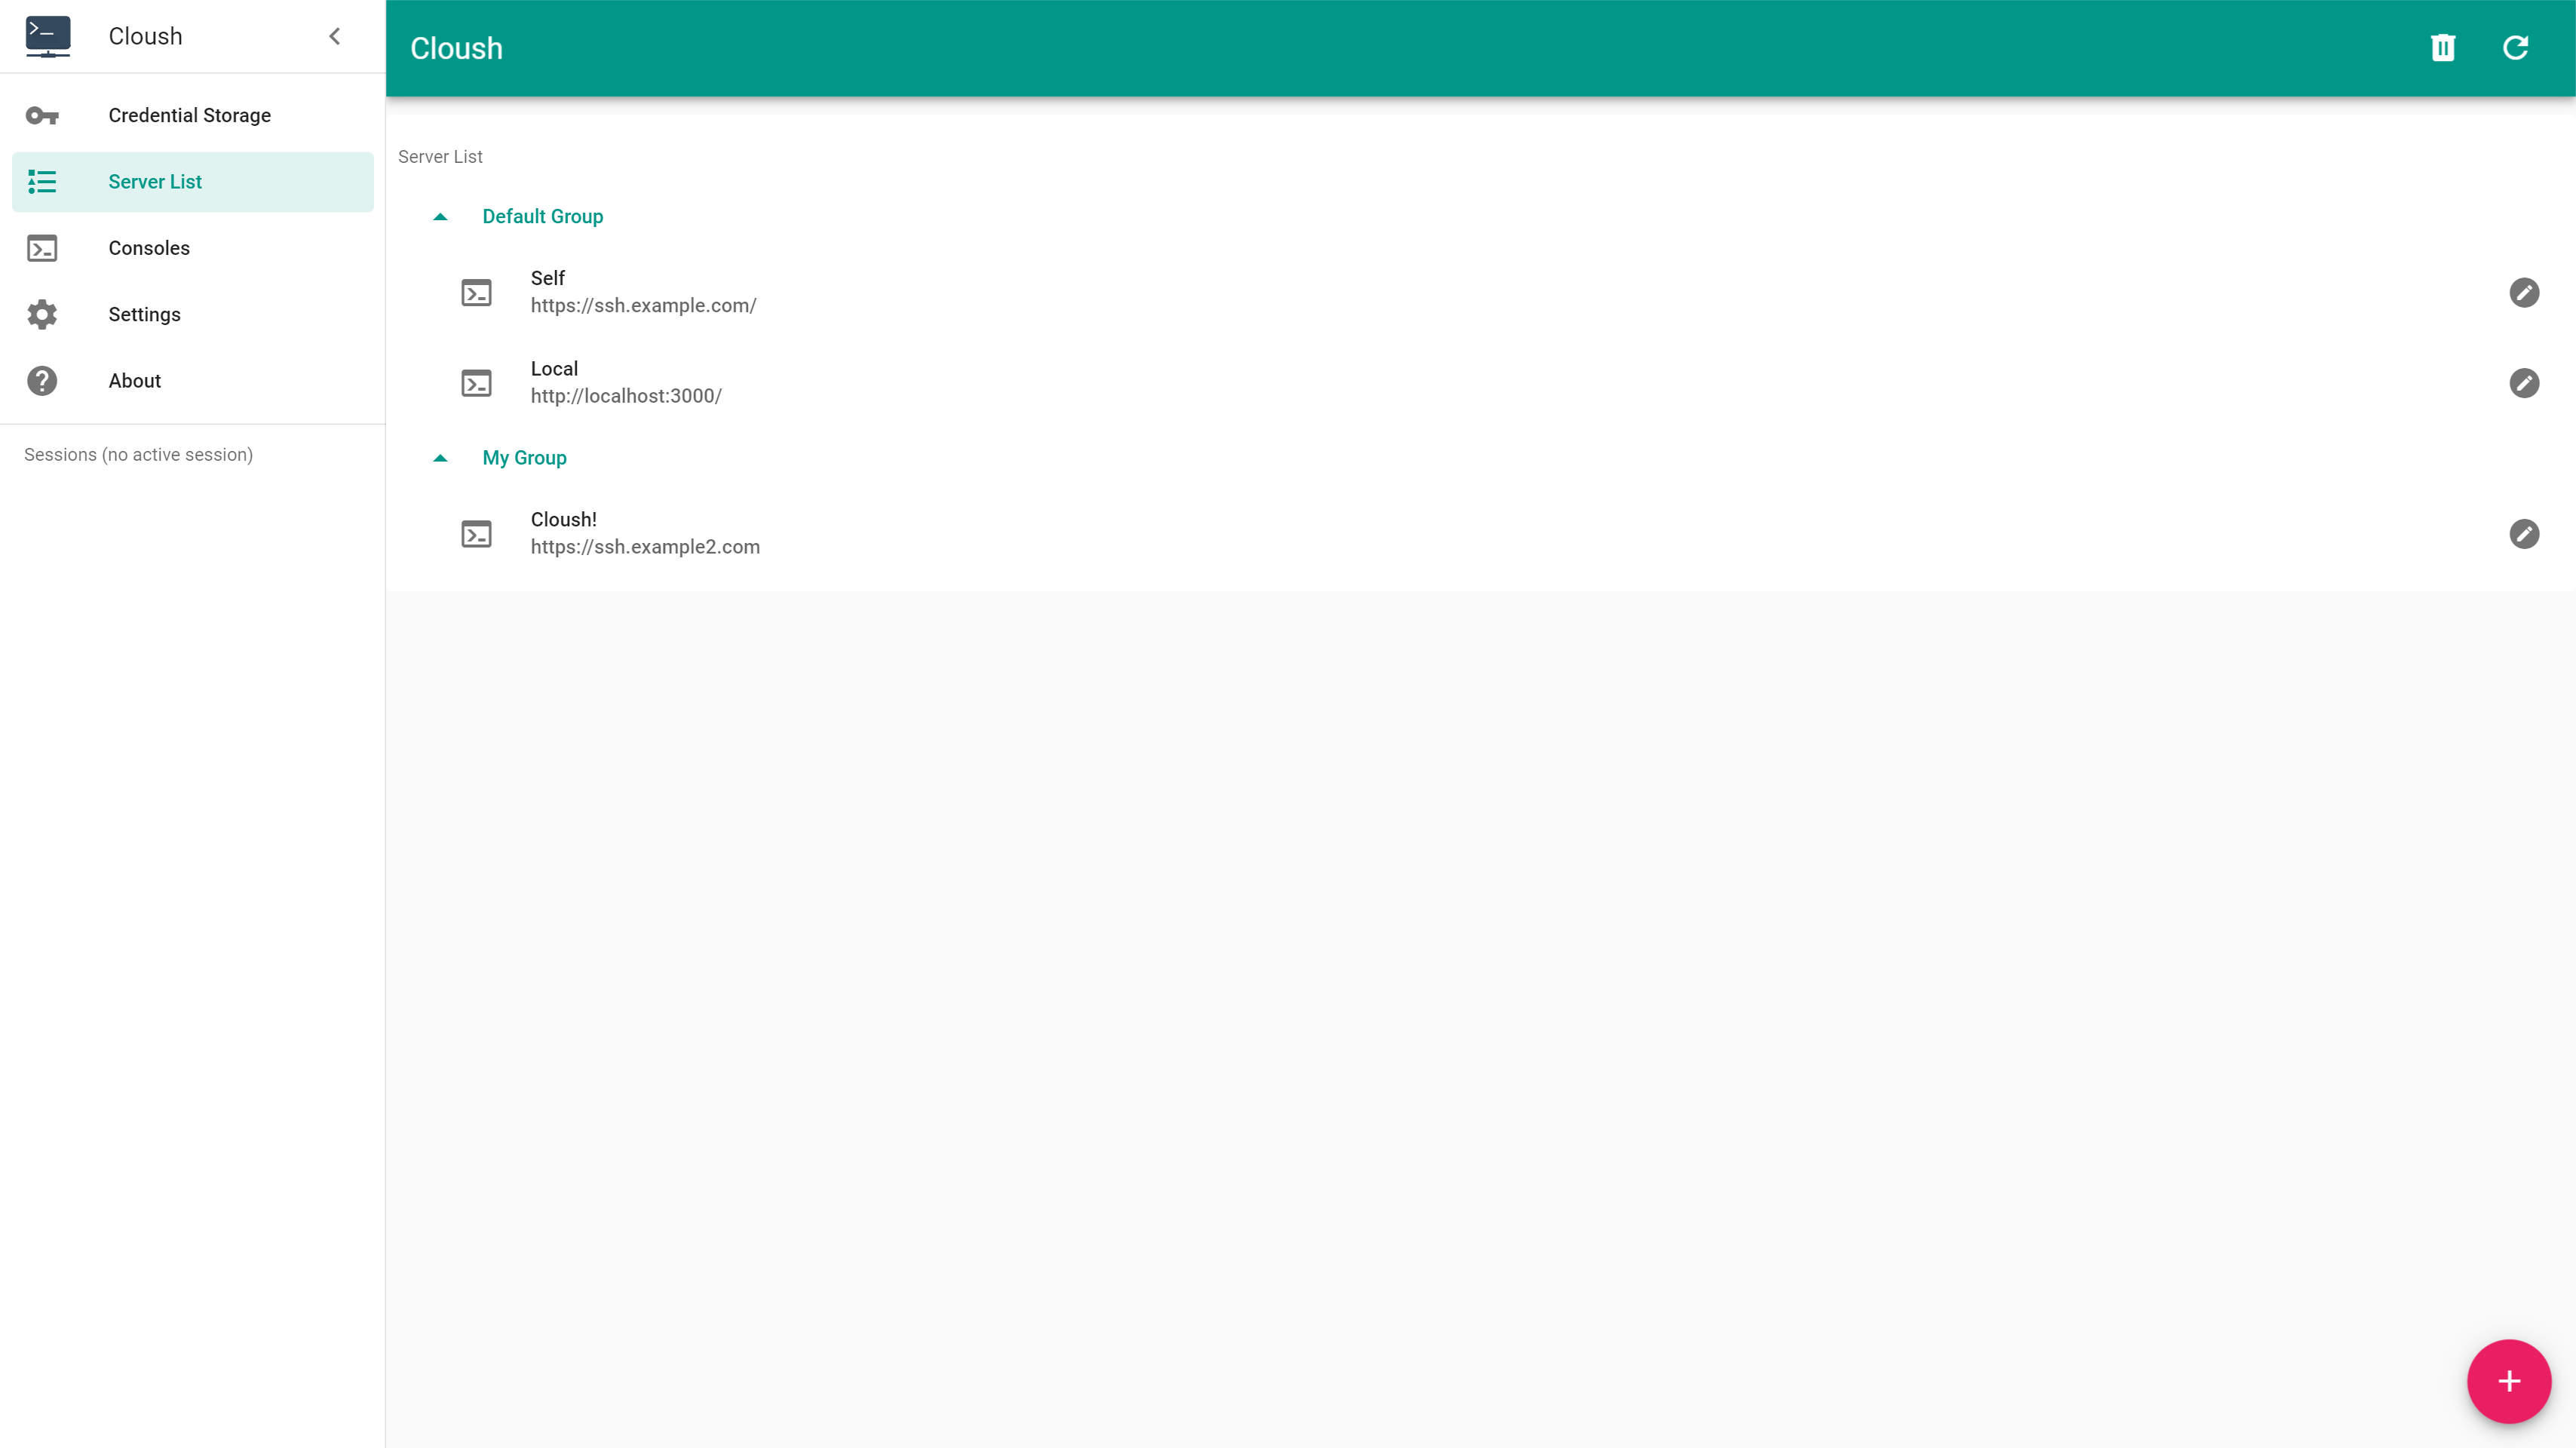 Cloush
Credential Storage
Server List
Consoles
Settings
About
Sessions (no active session)
Cloush
Server List
Default Group
Self
https://ssh.example.com/
Local
http://localhost:3000/
My Group
Cloush!
https://ssh.example2.com